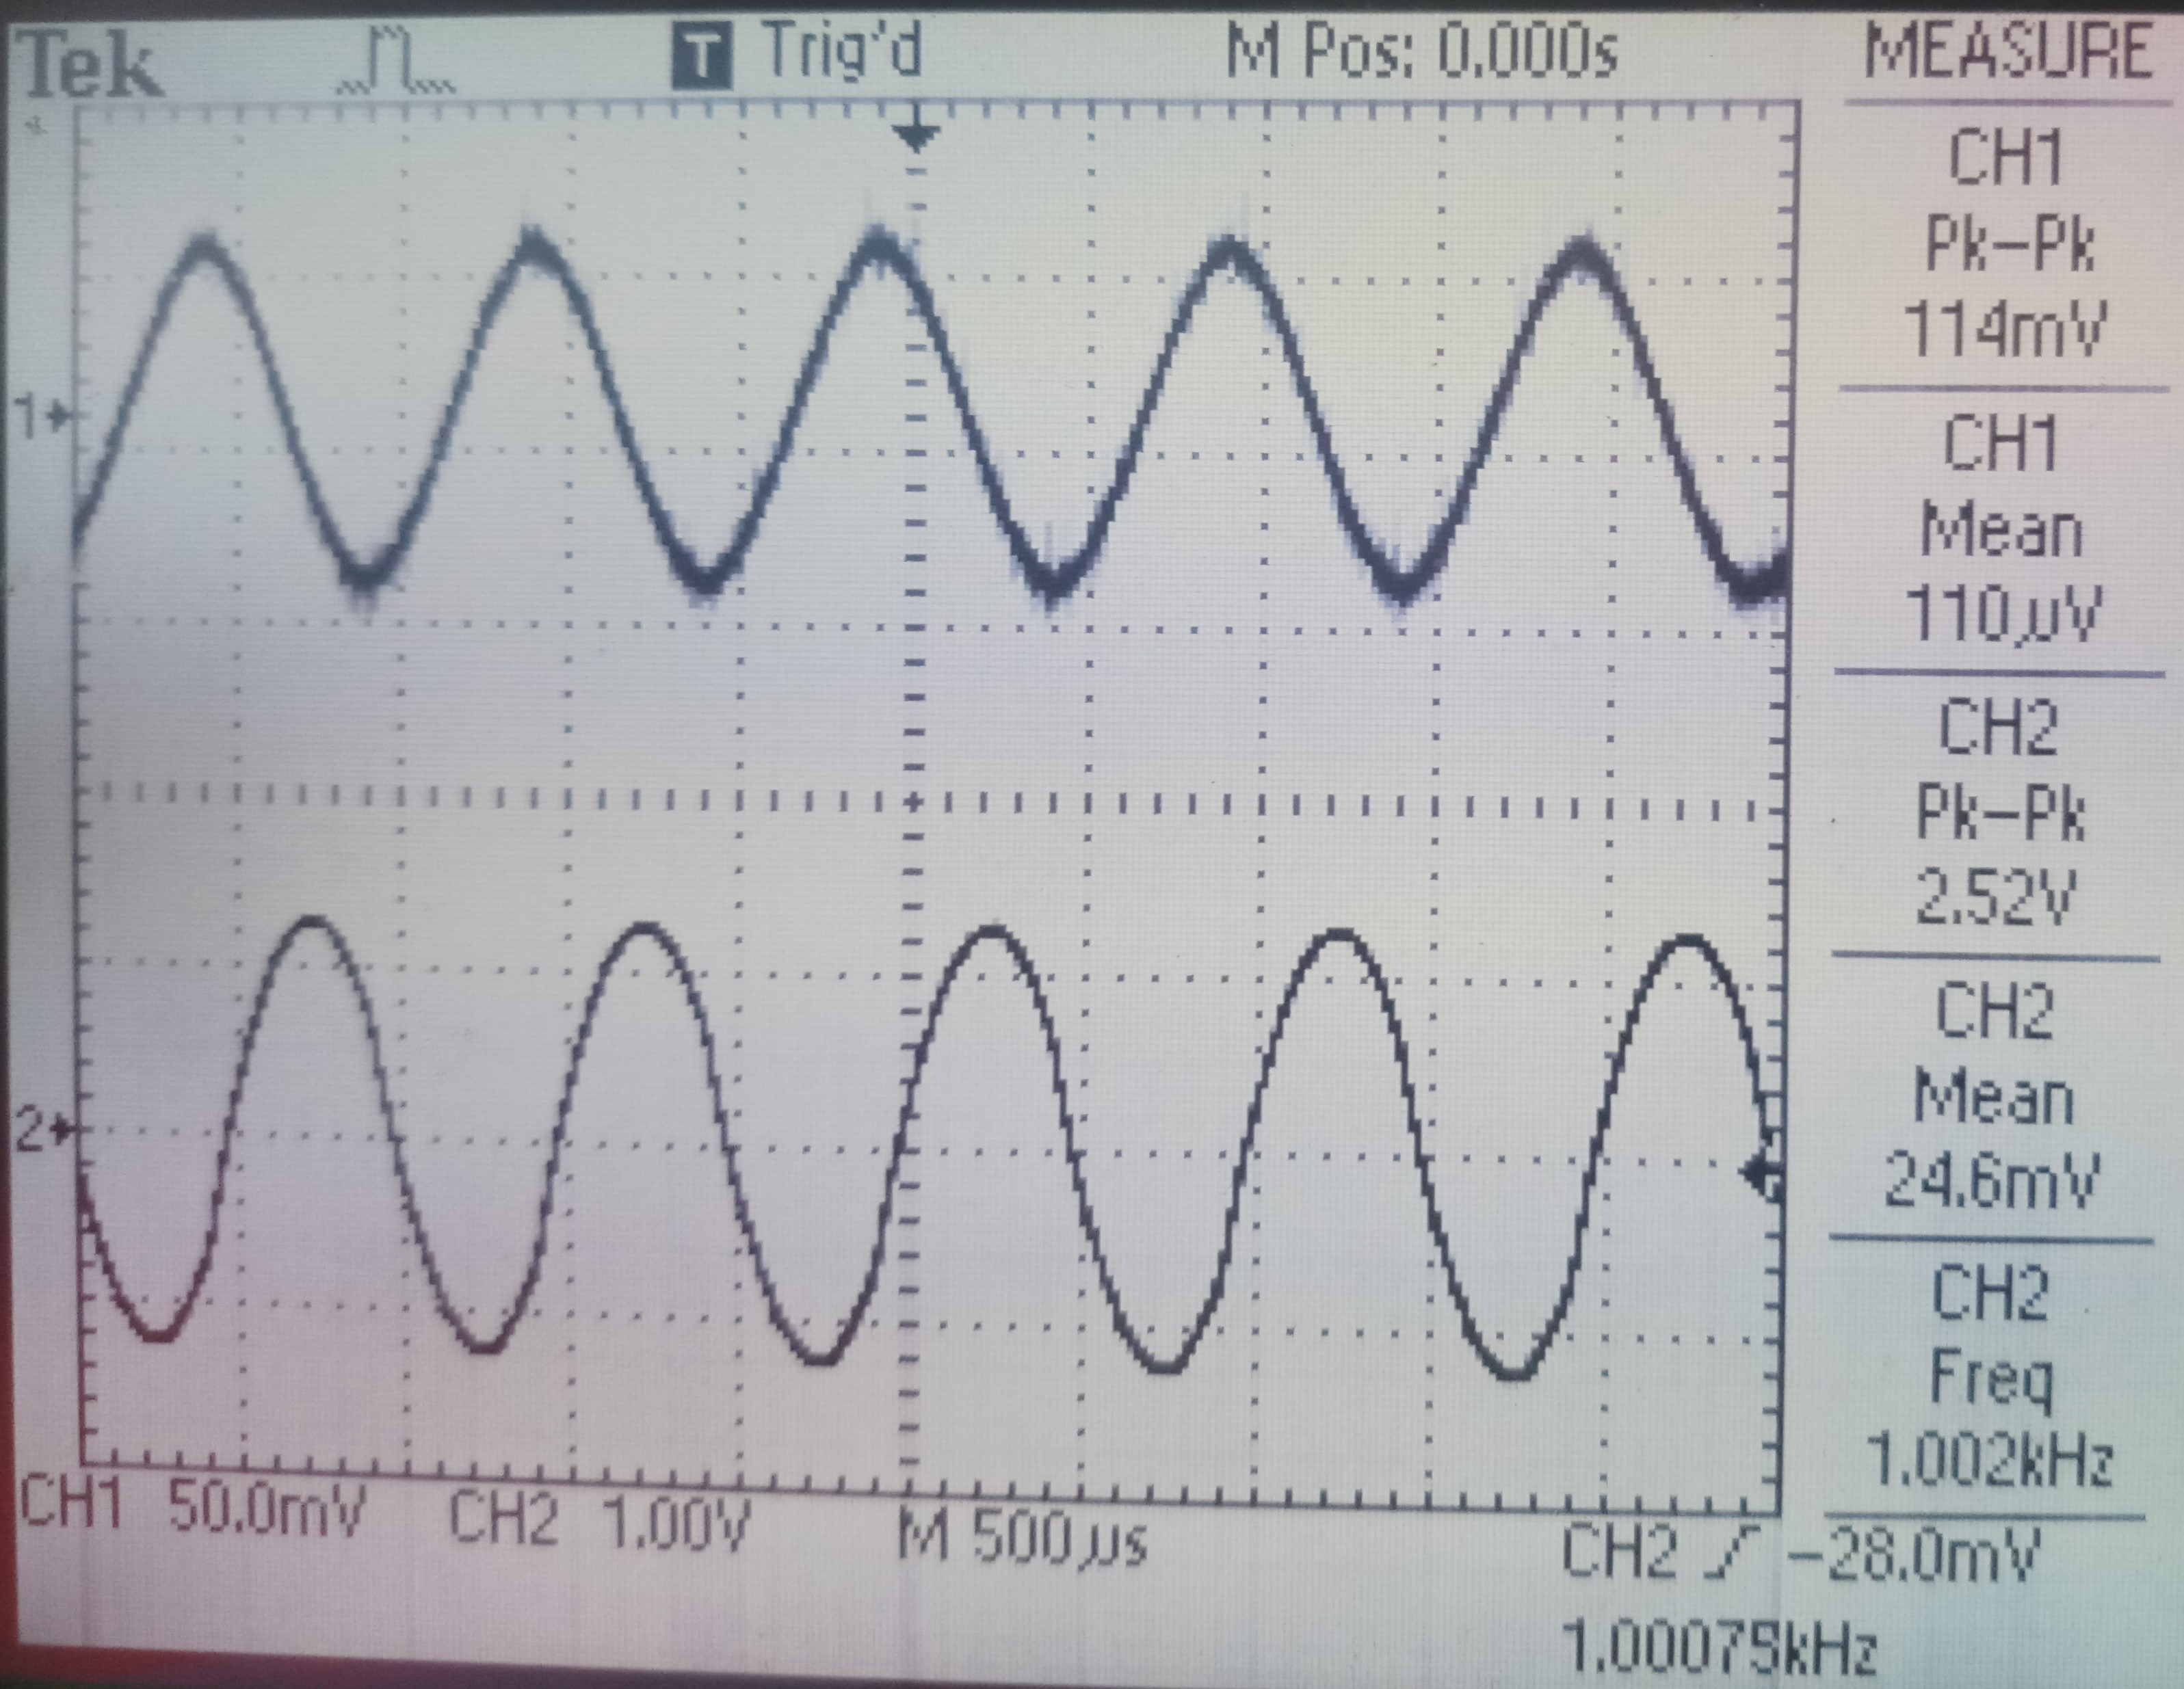 Tek T Trig'd M Pos: 0.000s MEASURE
CH1
Pk-Pk
114mV
1
CH1
Mean
110µV
CH2
Pk-Pk
2.52V
2
CH2
Mean
24.6mV
CH2
Freq
1.002kHz
CH1 50.0mV CH2 1.00V M 500µs CH2 -28.0mV
1.00075kHz